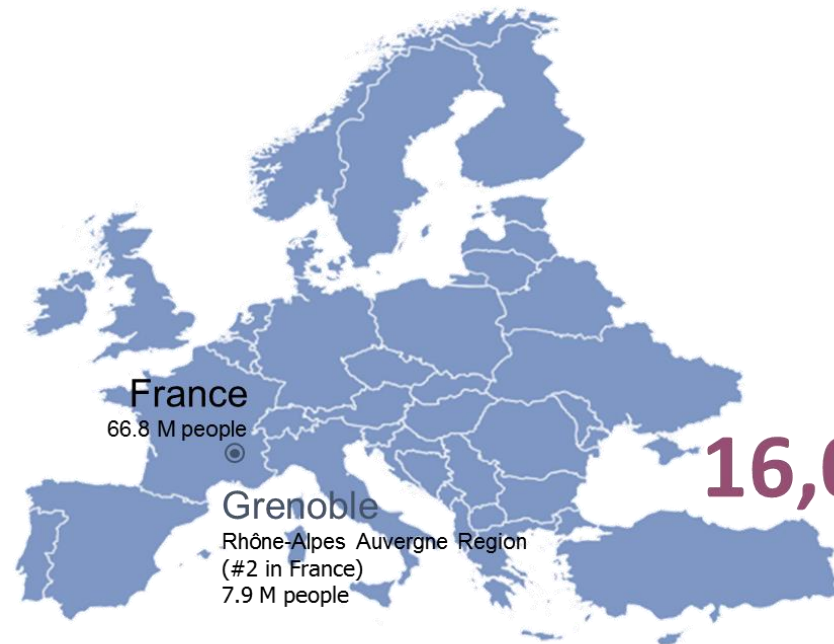 France
66.8 M people
16,
Grenoble
Rhône-Alpes Auvergne Region
(#2 in France)
7.9 M people